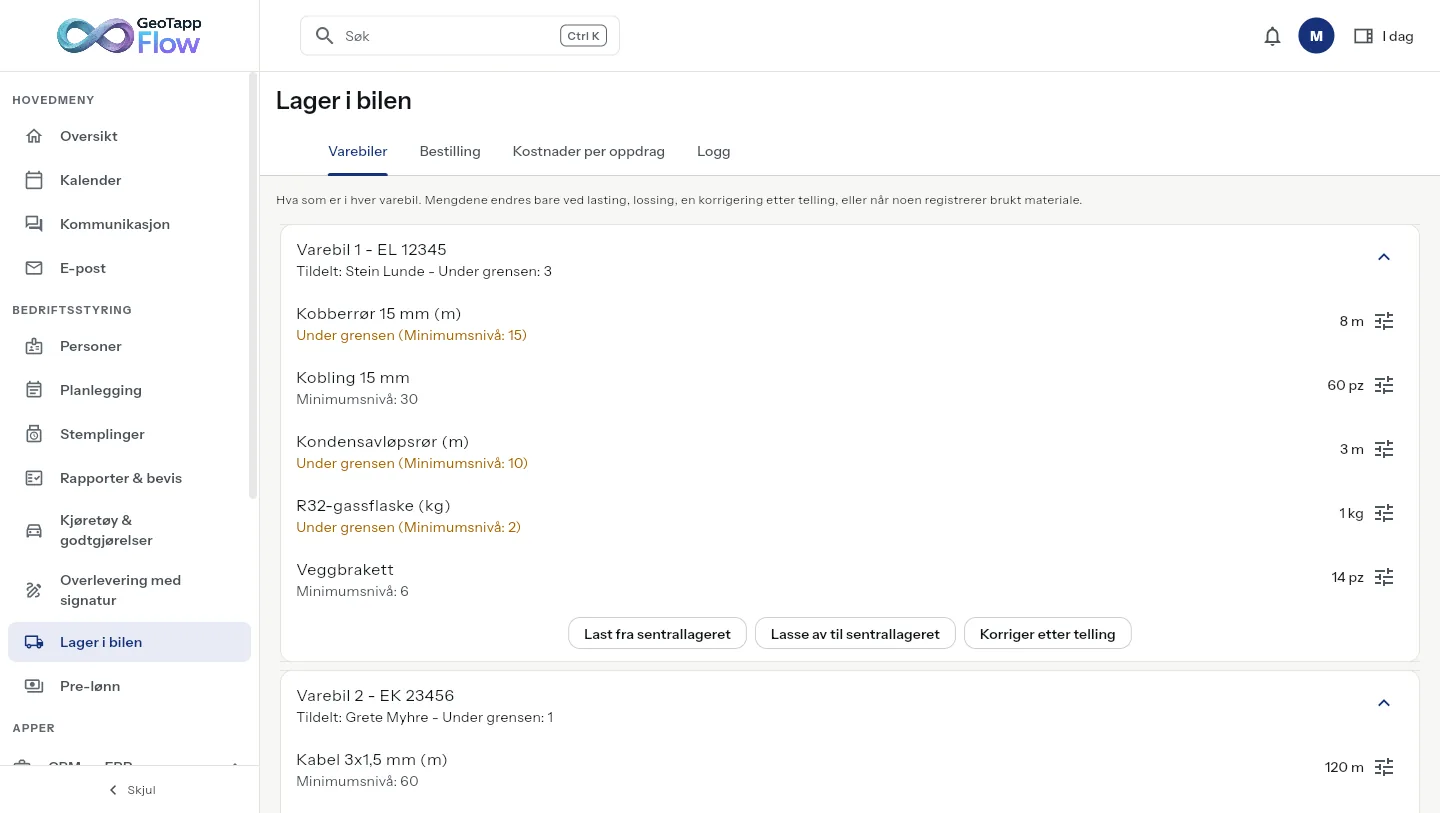 GeoTapp
Flow
Søk
Ctrl K
M
I dag
HOVEDMENY
Oversikt
Kalender
Kommunikasjon
E-post
BEDRIFTSSTYRING
Personer
Planlegging
Stemplinger
Rapporter & bevis
Kjøretøy &
godtgjørelser
Overlevering med
signatur
Lager i bilen
Pre-lønn
APPER
Skjul
Lager i bilen
Varebiler
Bestilling
Kostnader per oppdrag
Logg
Hva som er i hver varebil. Mengdene endres bare ved lasting, lossing, en korrigering etter telling, eller når noen registrerer brukt materiale.
Varebil 1 - EL 12345
Tildelt: Stein Lunde - Under grensen: 3
Kobberrør 15 mm (m)
Under grensen (Minimumsnivå: 15)
8 m
Kobling 15 mm
Minimumsnivå: 30
60 pz
Kondensavløpsrør (m)
Under grensen (Minimumsnivå: 10)
3 m
R32-gassflaske (kg)
Under grensen (Minimumsnivå: 2)
1 kg
Veggbrakett
Minimumsnivå: 6
14 pz
Last fra sentrallageret
Lasse av til sentrallageret
Korriger etter telling
Varebil 2 - EK 23456
Tildelt: Grete Myhre - Under grensen: 1
Kabel 3x1,5 mm (m)
Minimumsnivå: 60
120 m